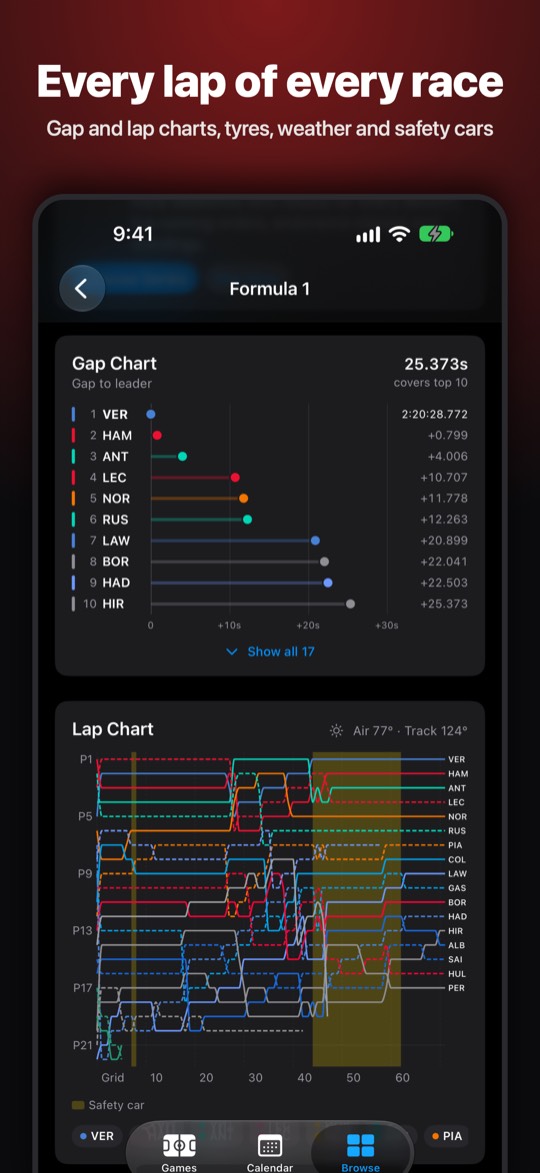 Every lap of every race
Gap and lap charts, tyres, weather and safety cars
9:41
Formula 1
Gap Chart 25.373s
Gap to leader covers top 10
1 VER 2:20:28.772
2 HAM +0.799
3 ANT +4.006
4 LEC +10.707
5 NOR +11.778
6 RUS +12.263
7 LAW +20.899
8 BOR +22.041
9 HAD +22.503
10 HIR +25.373
0 +10s +20s +30s
Show all 17
Lap Chart Air 77° · Track 124°
P1 VER
HAM
ANT
LEC
P5 NOR
RUS
PIA
COL
P9 LAW
GAS
BOR
HAD
P13 HIR
ALB
SAI
HUL
P17 PER
P21
Grid 10 20 30 40 50 60
Safety car
VER PIA
Games Calendar Browse